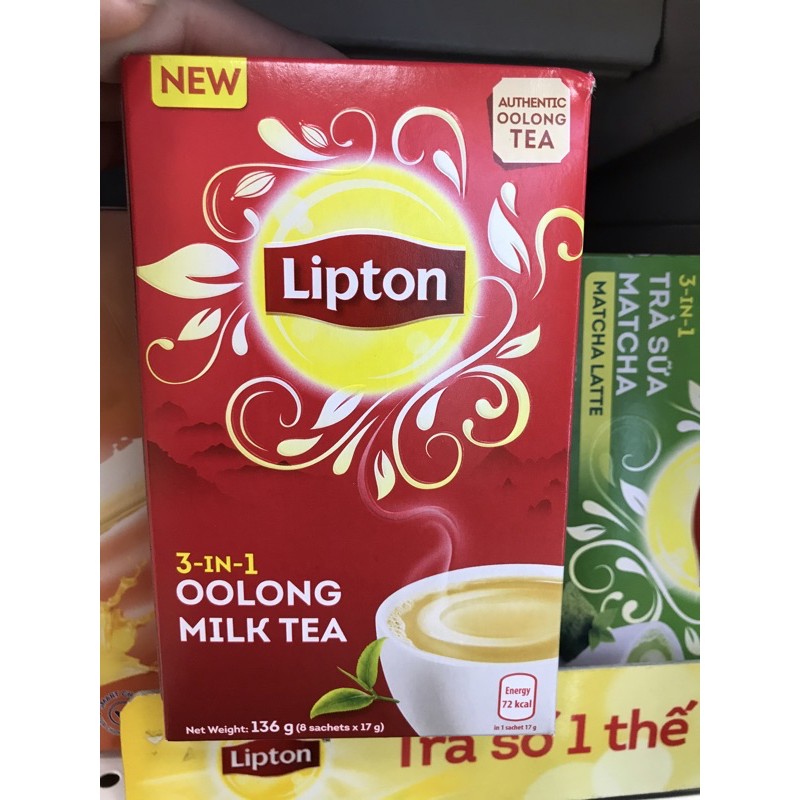 NEW
AUTHENTIC
OOLONG
TEA
Lipton
3-IN-1
OOLONG
MILK TEA
Energy
72 kcal
in 1 sachet 17 g
Net Weight: 136 g (8 sachets x 17 g)
3-IN-1
TRÀ SỮA
MATCHA
MATCHA LATTE
Lipton
Trà số 1 thế